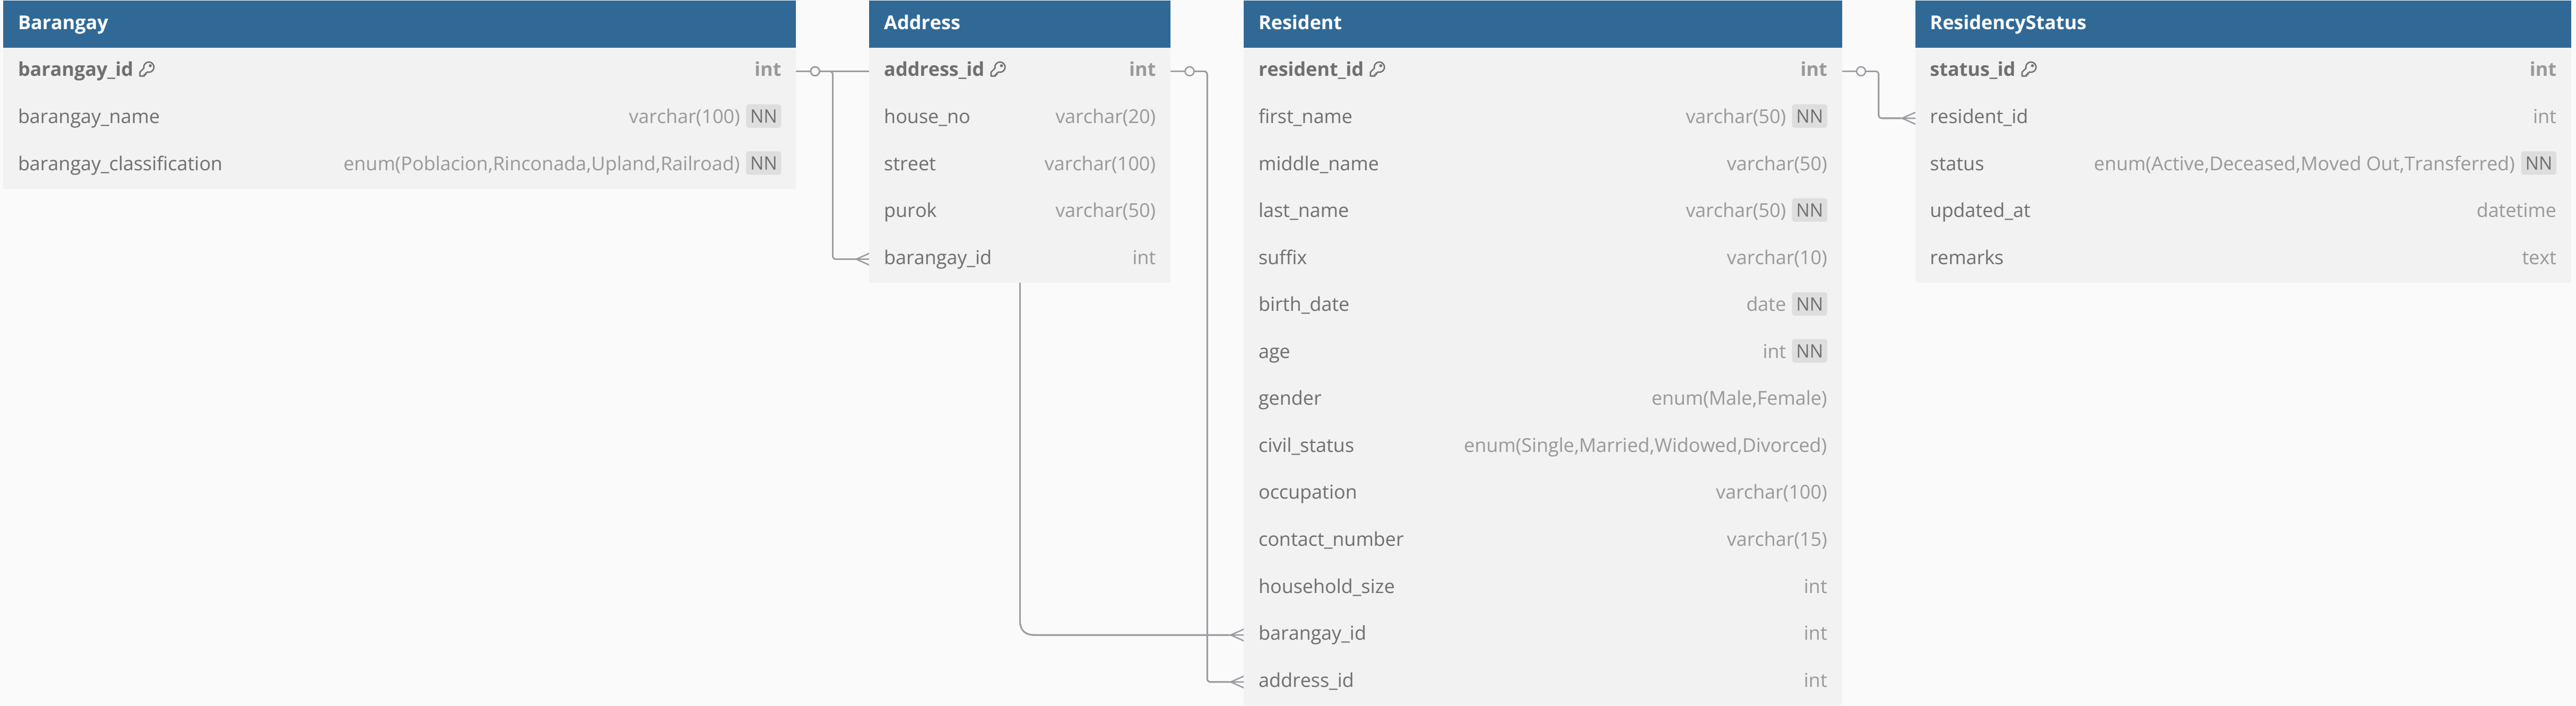 Barangay
barangay_id int
barangay_name varchar(100) NN
barangay_classification enum(Poblacion,Rinconada,Upland,Railroad) NN
Address
address_id int
house_no varchar(20)
street varchar(100)
purok varchar(50)
barangay_id int
Resident
resident_id int
first_name varchar(50) NN
middle_name varchar(50)
last_name varchar(50) NN
suffix varchar(10)
birth_date date NN
age int NN
gender enum(Male,Female)
civil_status enum(Single,Married,Widowed,Divorced)
occupation varchar(100)
contact_number varchar(15)
household_size int
barangay_id int
address_id int
ResidencyStatus
status_id int
resident_id int
status enum(Active,Deceased,Moved Out,Transferred) NN
updated_at datetime
remarks text